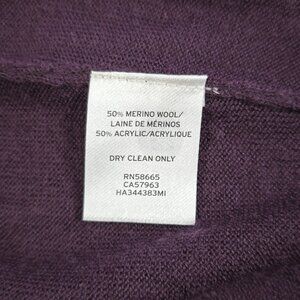 50% MERINO WOOL/
LAINE DE MÉRINOS
50% ACRYLIC/ACRYLIQUE
DRY CLEAN ONLY
RN58665
CA57963
HA344383MI